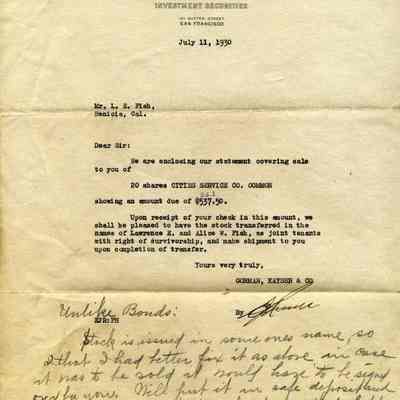 INVESTMENT SECURITIES
SUTTER STREET
SAN FRANCISCO
July 11, 1930
Mr. L. E. Fish,
Benicia, Cal.
Dear Sir:
We are enclosing our statement covering sale
to you of
20 shares CITIES SERVICE CO. COMMON
showing an amount due of $537.50.
Upon receipt of your check in this amount, we
shall be pleased to have the stock transferred in the
names of Lawrence E. and Alice W. Fish, as joint tenants
with right of survivorship, and make shipment to you
upon completion of transfer.
Yours very truly,
GORMAN, KAYSER & CO
By
Unlike Bonds:
Stock is issued in some ones name, so
that I had better fix it as above in case
it was to be sold it would have to be signed
over by you. Will put it in safe deposit and